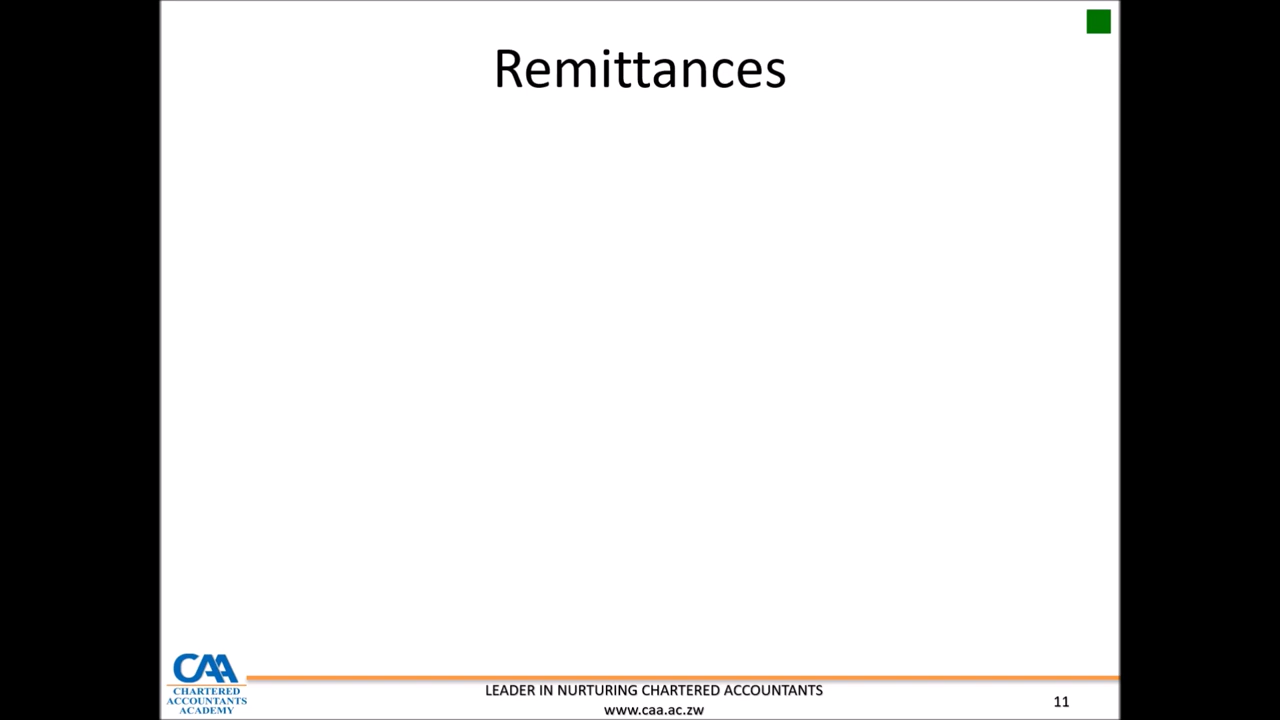 Remittances
CAA
CHARTERED
ACCOUNTANTS
ACADEMY
LEADER IN NURTURING CHARTERED ACCOUNTANTS
www.caa.ac.zw
11